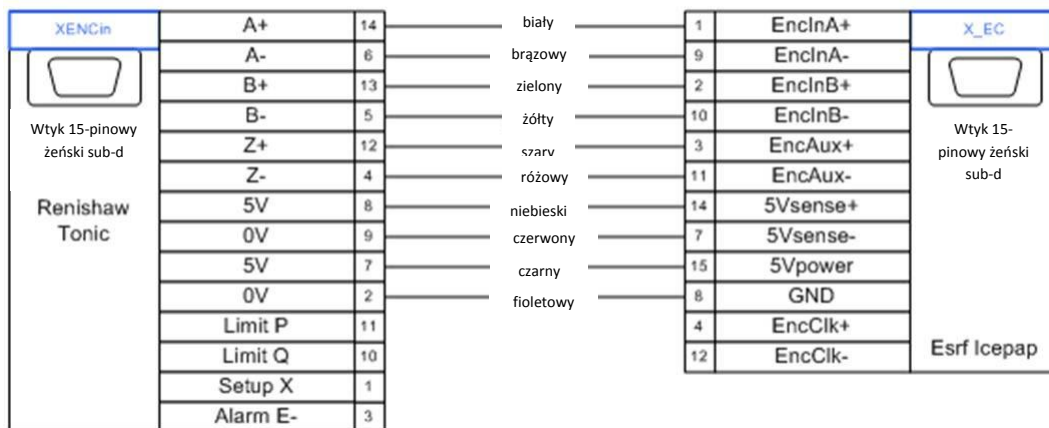 XENCin
Wtyk 15-pinowy
żeński sub-d
Renishaw
Tonic
A+ 14 biały 1 EncInA+
A- 6 brązowy 9 EncInA-
B+ 13 zielony 2 EncInB+
B- 5 żółty 10 EncInB-
Z+ 12 szary 3 EncAux+
Z- 4 różowy 11 EncAux-
5V 8 niebieski 14 5Vsense+
0V 9 czerwony 7 5Vsense-
5V 7 czarny 15 5Vpower
0V 2 fioletowy 8 GND
Limit P 11 4 EncClk+
Limit Q 10 12 EncClk-
Setup X 1
Alarm E- 3
X_EC
Wtyk 15-
pinowy żeński
sub-d
Esrf Icepap